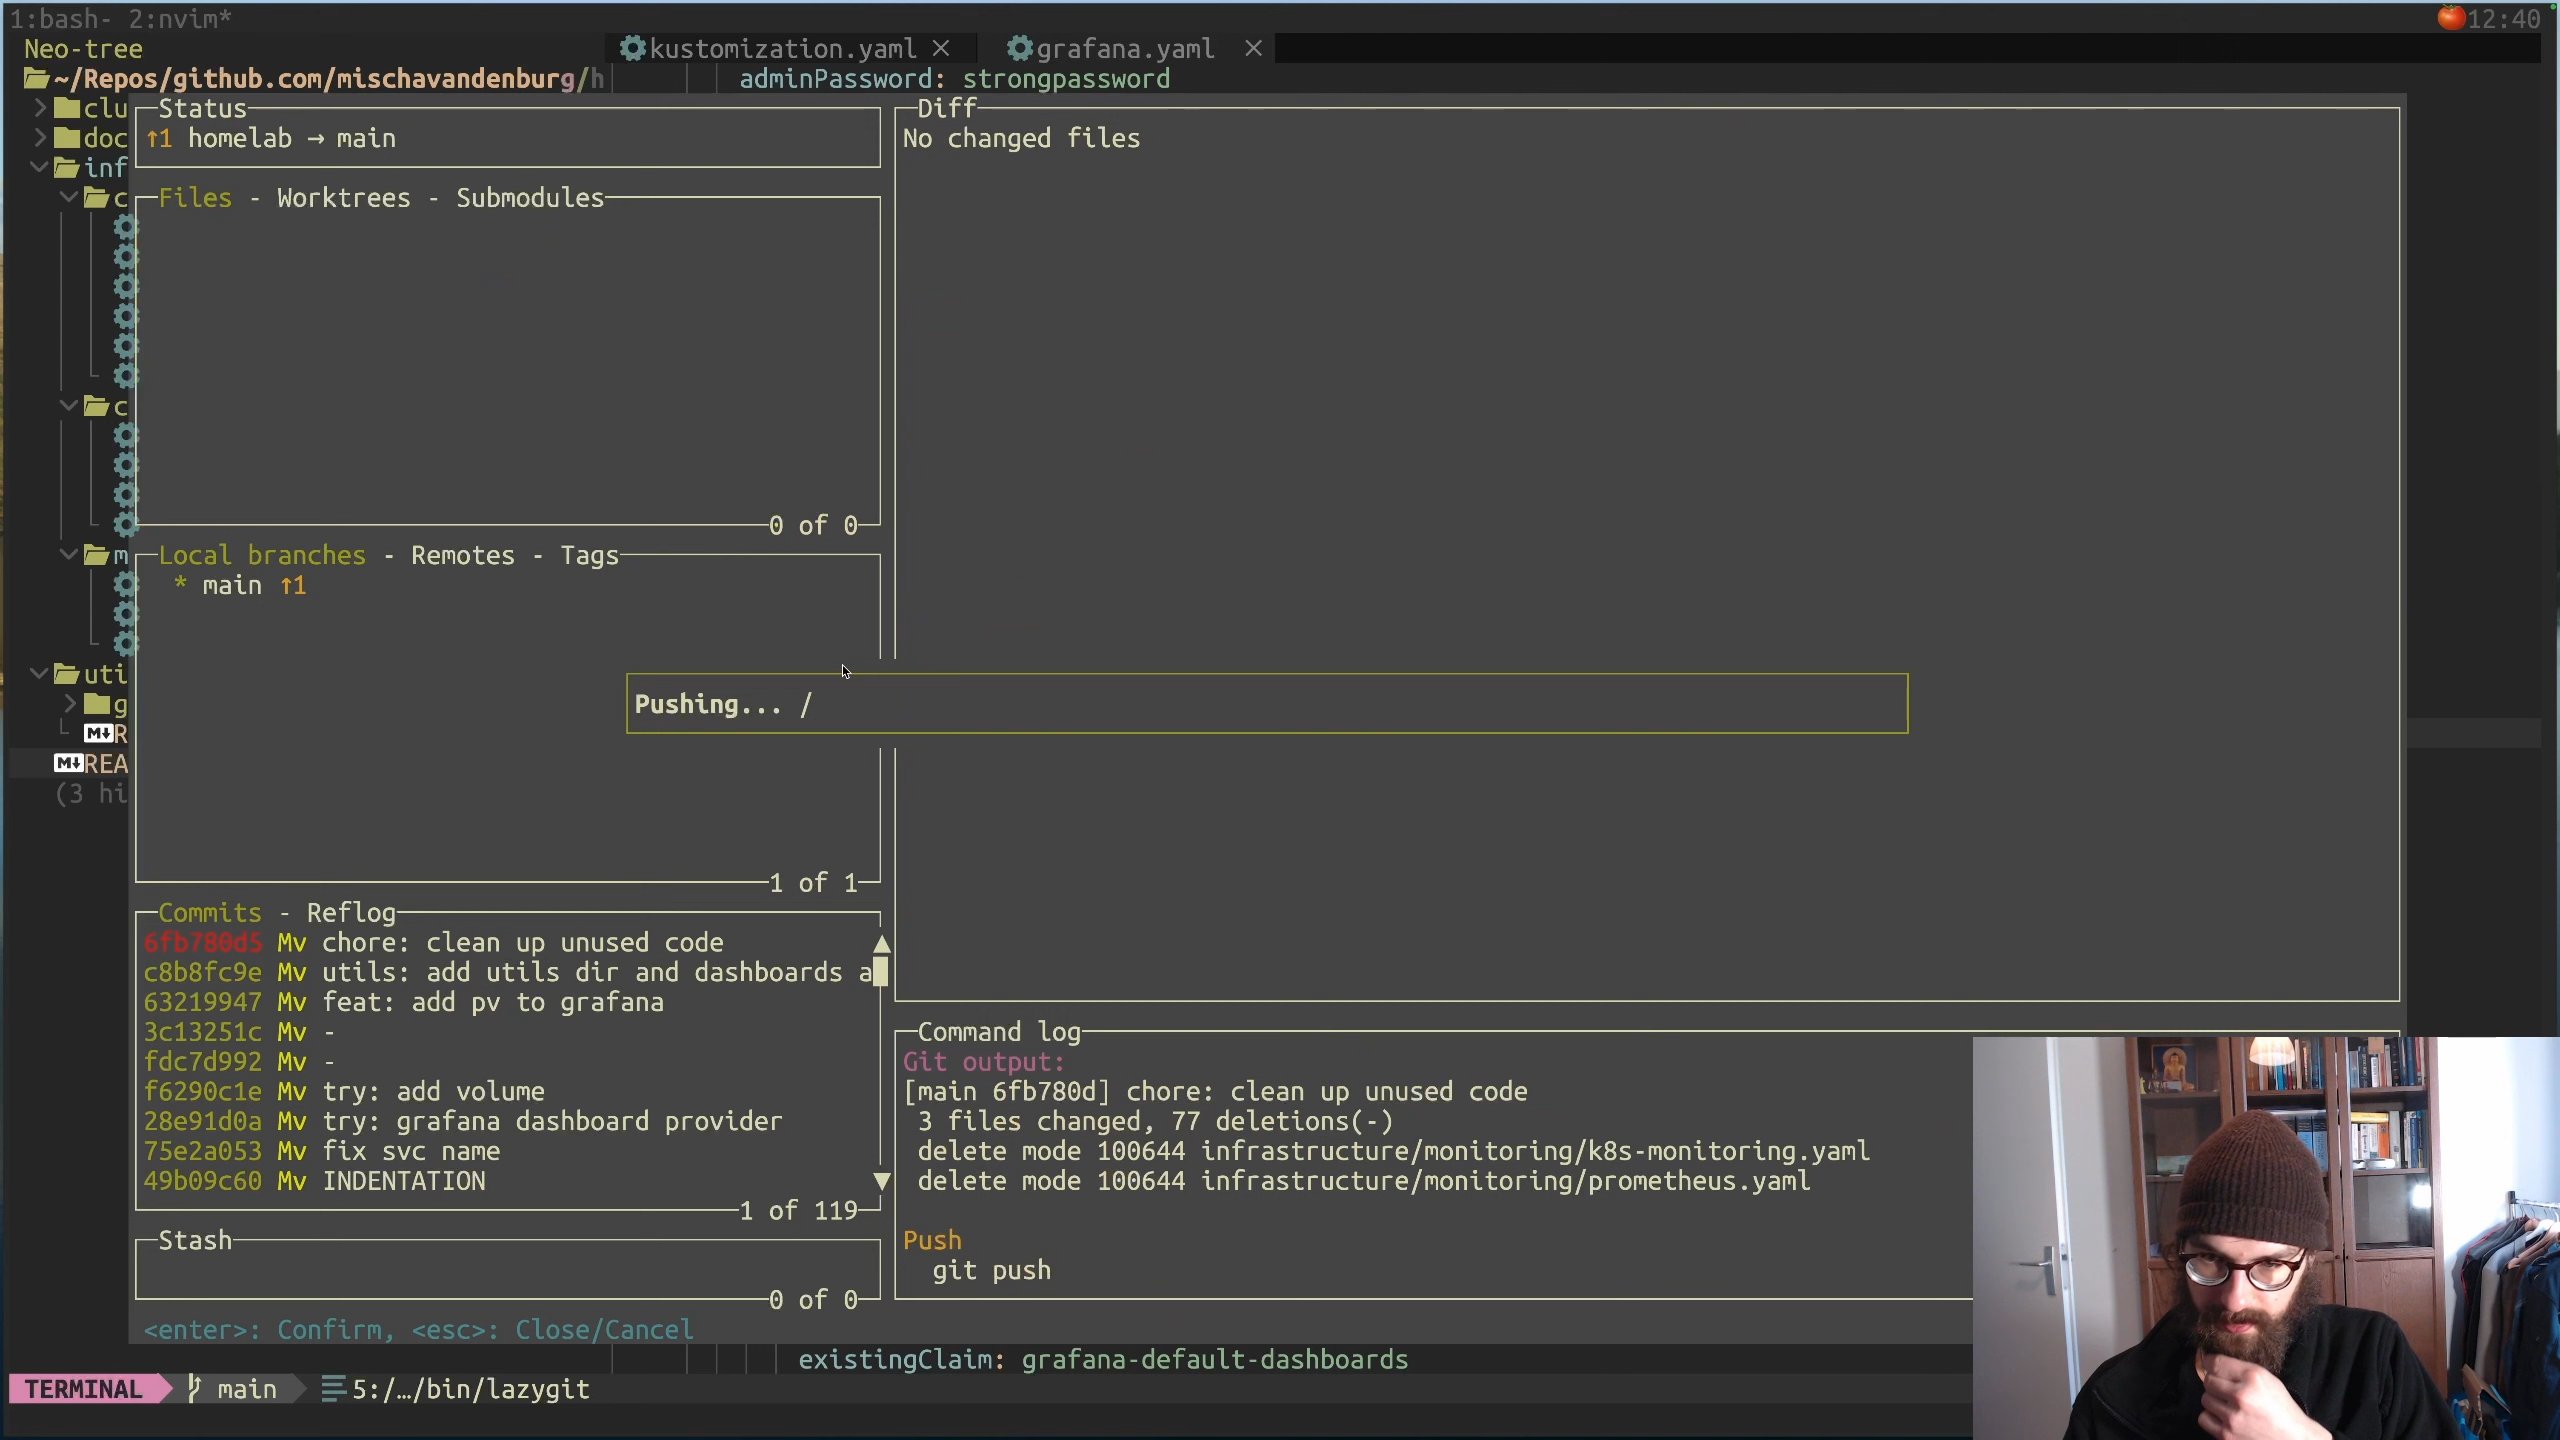 1:bash- 2:nvim*
12:40
Neo-tree
kustomization.yaml ×
grafana.yaml ×
~/Repos/github.com/mischavandenburg/h
adminPassword: strongpassword
clu
doc
inf
c
c
m
uti
g
R
REA
(3 hi
Status
↑1 homelab → main
Files - Worktrees - Submodules
0 of 0
Local branches - Remotes - Tags
* main ↑1
1 of 1
Commits - Reflog
6fb780d5 Mv chore: clean up unused code
c8b8fc9e Mv utils: add utils dir and dashboards a
63219947 Mv feat: add pv to grafana
3c13251c Mv -
fdc7d992 Mv -
f6290c1e Mv try: add volume
28e91d0a Mv try: grafana dashboard provider
75e2a053 Mv fix svc name
49b09c60 Mv INDENTATION
1 of 119
Stash
0 of 0
<enter>: Confirm, <esc>: Close/Cancel
Diff
No changed files
Pushing... /
Command log
Git output:
[main 6fb780d] chore: clean up unused code
3 files changed, 77 deletions(-)
delete mode 100644 infrastructure/monitoring/k8s-monitoring.yaml
delete mode 100644 infrastructure/monitoring/prometheus.yaml
Push
git push
existingClaim: grafana-default-dashboards
TERMINAL main 5:/…/bin/lazygit